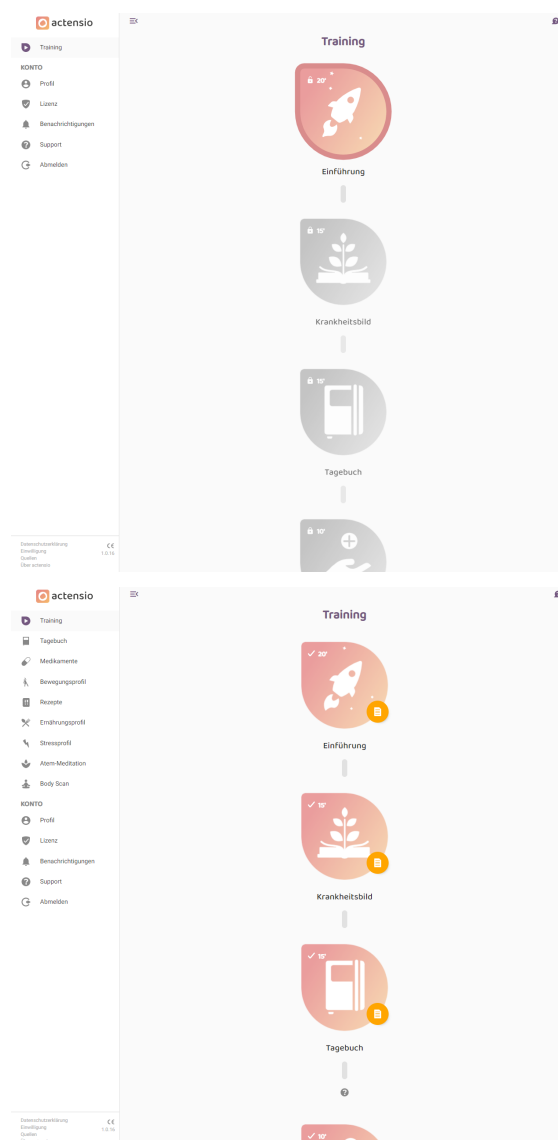 actensio
Training
KONTO
Profil
Lizenz
Benachrichtigungen
Support
Abmelden
Datenschutzerklärung
Einwilligung
Quellen
Über actensio
CE
1.0.16
Training
20'
Einführung
15'
Krankheitsbild
15'
Tagebuch
10'
actensio
Training
Tagebuch
Medikamente
Bewegungsprofil
Rezepte
Ernährungsprofil
Stressprofil
Atem-Meditation
Body Scan
KONTO
Profil
Lizenz
Benachrichtigungen
Support
Abmelden
Datenschutzerklärung
Einwilligung
Quellen
CE
1.0.16
Training
20'
Einführung
15'
Krankheitsbild
15'
Tagebuch
10'